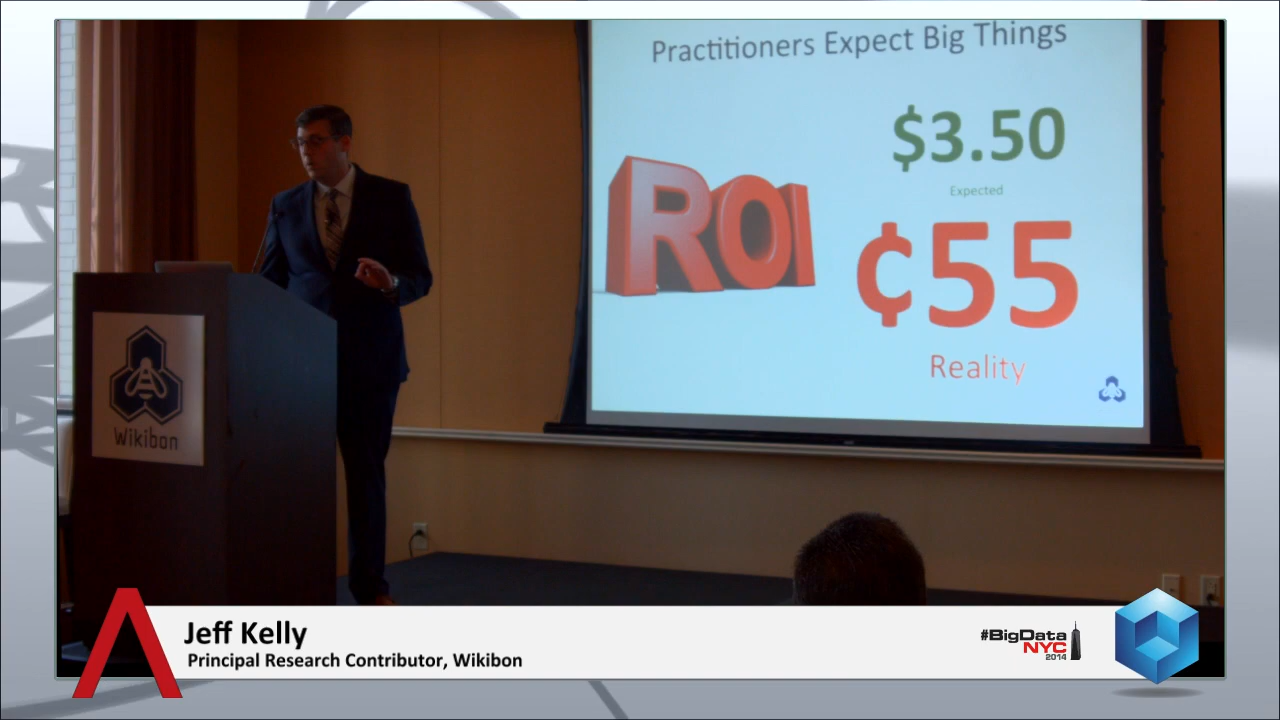 Practitioners Expect Big Things
$3.50
Expected
ROI
¢55
Reality
Wikibon
Jeff Kelly
Principal Research Contributor, Wikibon
#BigData
NYC
2014